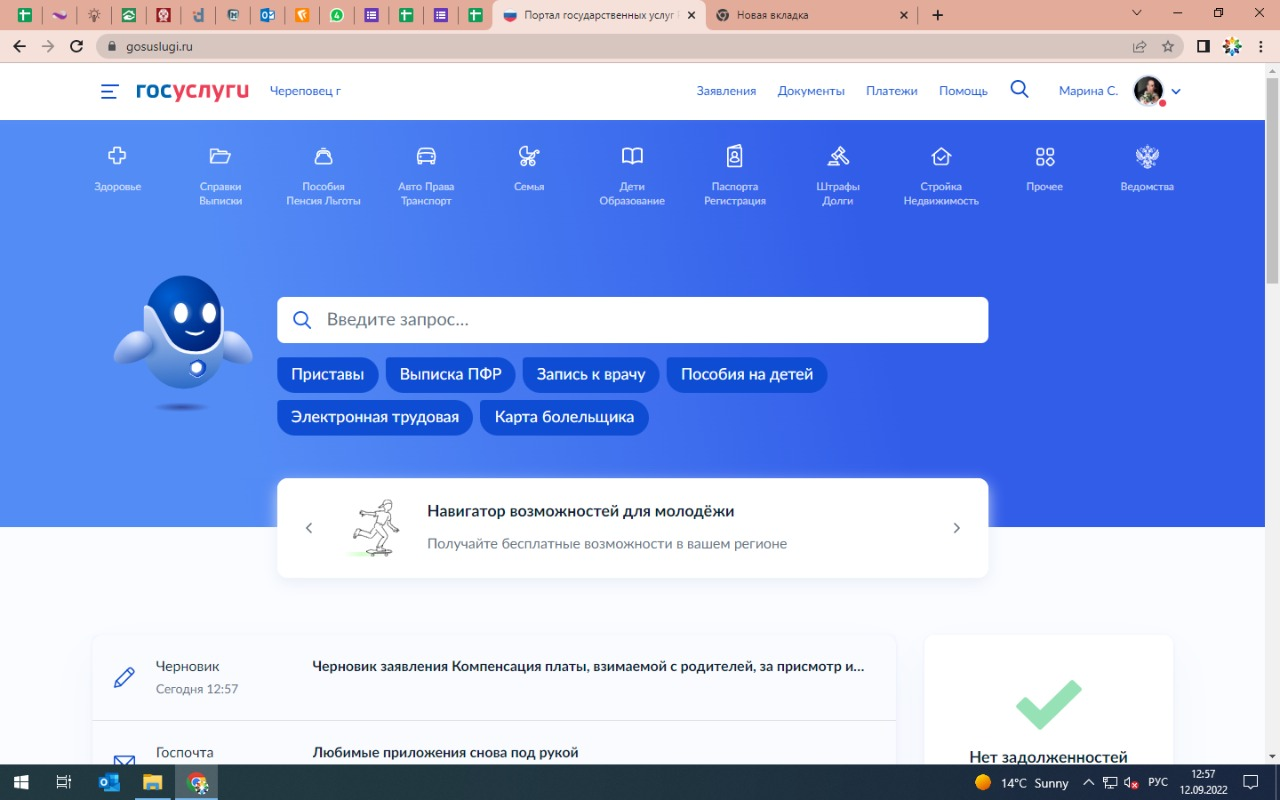 Портал государственных услуг
Новая вкладка
gosuslugi.ru
госуслуги
Череповец г
Заявления
Документы
Платежи
Помощь
Марина С.
Здоровье
Справки
Выписки
Пособия
Пенсия Льготы
Авто Права
Транспорт
Семья
Дети
Образование
Паспорта
Регистрация
Штрафы
Долги
Стройка
Недвижимость
Прочее
Ведомства
Введите запрос...
Приставы
Выписка ПФР
Запись к врачу
Пособия на детей
Электронная трудовая
Карта болельщика
Навигатор возможностей для молодёжи
Получайте бесплатные возможности в вашем регионе
Черновик
Сегодня 12:57
Черновик заявления Компенсация платы, взимаемой с родителей, за присмотр и...
Госпочта
Любимые приложения снова под рукой
Нет задолженностей
14°C Sunny
РУС
12:57
12.09.2022